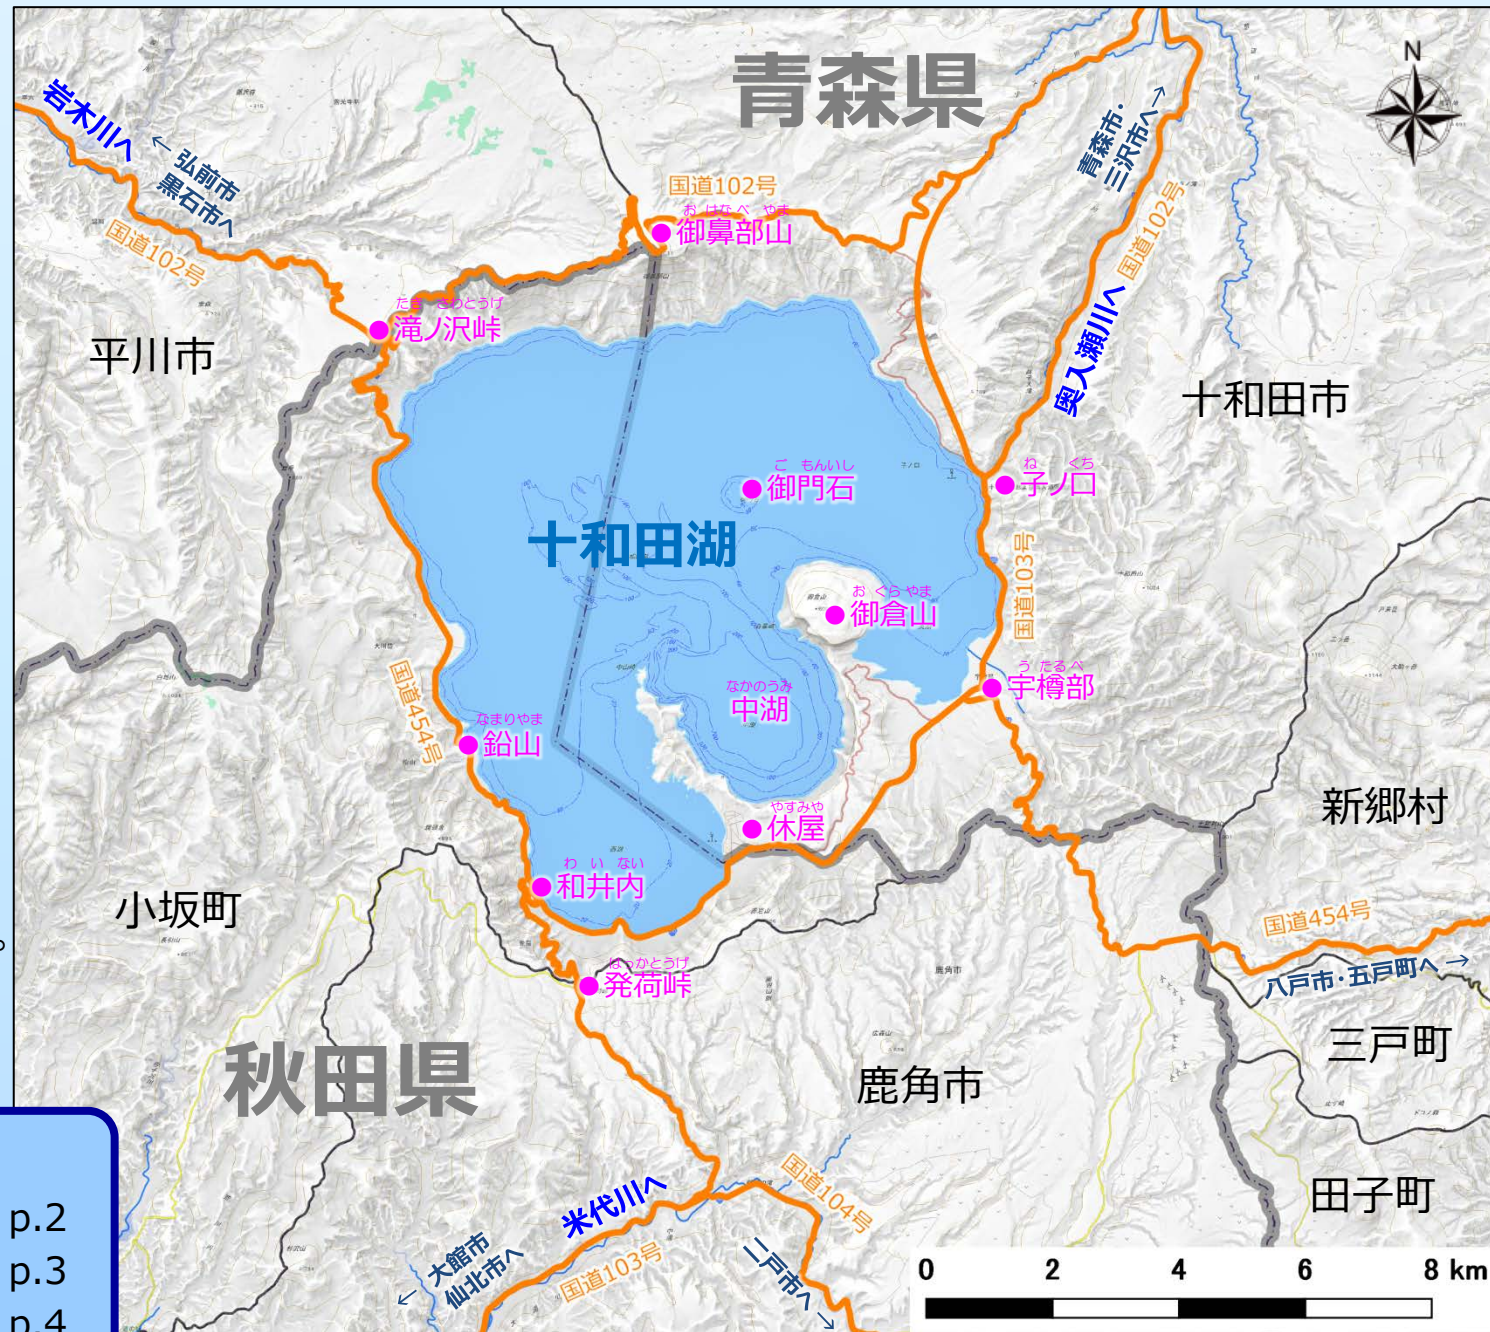 青森県
N
岩木川へ
← 弘前市
黒石市へ
国道102号
国道102号
お はな べ やま
御鼻部山
青森市・
三沢市へ →
国道102号
奥入瀬川へ
たき さわとうげ
滝ノ沢峠
平川市
十和田市
ご もんいし
御門石
ね くち
子ノ口
十和田湖
国道103号
お ぐら やま
御倉山
う たる べ
宇樽部
なかのうみ
中湖
国道454号
なまりやま
鉛山
やすみや
休屋
新郷村
わ い ない
和井内
小坂町
。
国道454号
八戸市・五戸町へ →
はっかとうげ
発荷峠
鹿角市
三戸町
秋田県
鹿角市
田子町
米代川へ
国道104号
← 大館市
仙北市へ
国道103号
二戸市へ →
0 2 4 6 8 km
p.2
p.3
p.4